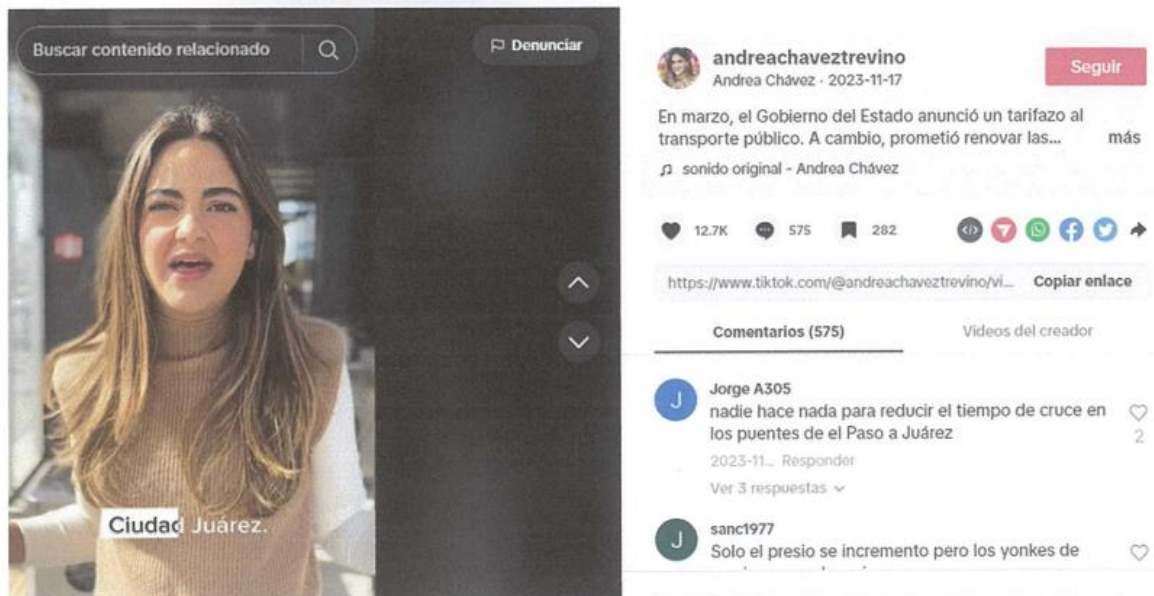 Buscar contenido relacionado
Denunciar
Ciudad Juárez.
andreachaveztrevino
Andrea Chávez · 2023-11-17
Seguir
En marzo, el Gobierno del Estado anunció un tarifazo al
transporte público. A cambio, prometió renovar las... más
sonido original - Andrea Chávez
12.7K 575 282
https://www.tiktok.com/@andreachaveztrevino/vi... Copiar enlace
Comentarios (575) Videos del creador
J
Jorge A305
nadie hace nada para reducir el tiempo de cruce en
los puentes de el Paso a Juárez
2
2023-11... Responder
Ver 3 respuestas
J
sanc1977
Solo el presio se incremento pero los yonkes de